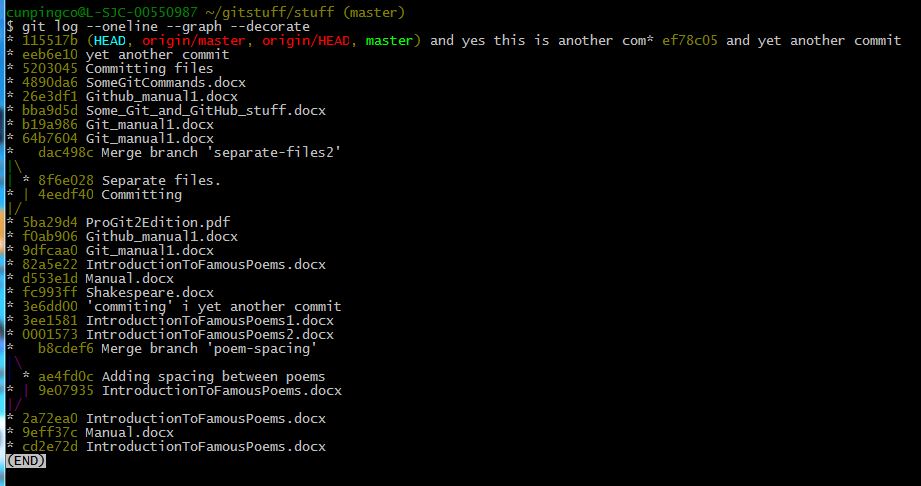 cunpingco@L-SJC-00550987 ~/gitstuff/stuff (master)
$ git log --oneline --graph --decorate
* 115517b (HEAD, origin/master, origin/HEAD, master) and yes this is another com* ef78c05 and yet another commit
* eeb6e10 yet another commit
* 5203045 Committing files
* 4890da6 SomeGitCommands.docx
* 26e3df1 Github_manual1.docx
* bba9d5d Some_Git_and_GitHub_stuff.docx
* b19a986 Git_manual1.docx
* 64b7604 Git_manual1.docx
*   dac498c Merge branch 'separate-files2'
|\
| * 8f6e028 Separate files.
* | 4eedf40 Committing
|/
* 5ba29d4 ProGit2Edition.pdf
* f0ab906 Github_manual1.docx
* 9dfcaa0 Git_manual1.docx
* 82a5e22 IntroductionToFamousPoems.docx
* d553e1d Manual.docx
* fc993ff Shakespeare.docx
* 3e6dd00 'commiting' i yet another commit
* 3ee1581 IntroductionToFamousPoems1.docx
* 0001573 IntroductionToFamousPoems2.docx
*   b8cdef6 Merge branch 'poem-spacing'
|\
| * ae4fd0c Adding spacing between poems
* | 9e07935 IntroductionToFamousPoems.docx
|/
* 2a72ea0 IntroductionToFamousPoems.docx
* 9eff37c Manual.docx
* cd2e72d IntroductionToFamousPoems.docx
(END)